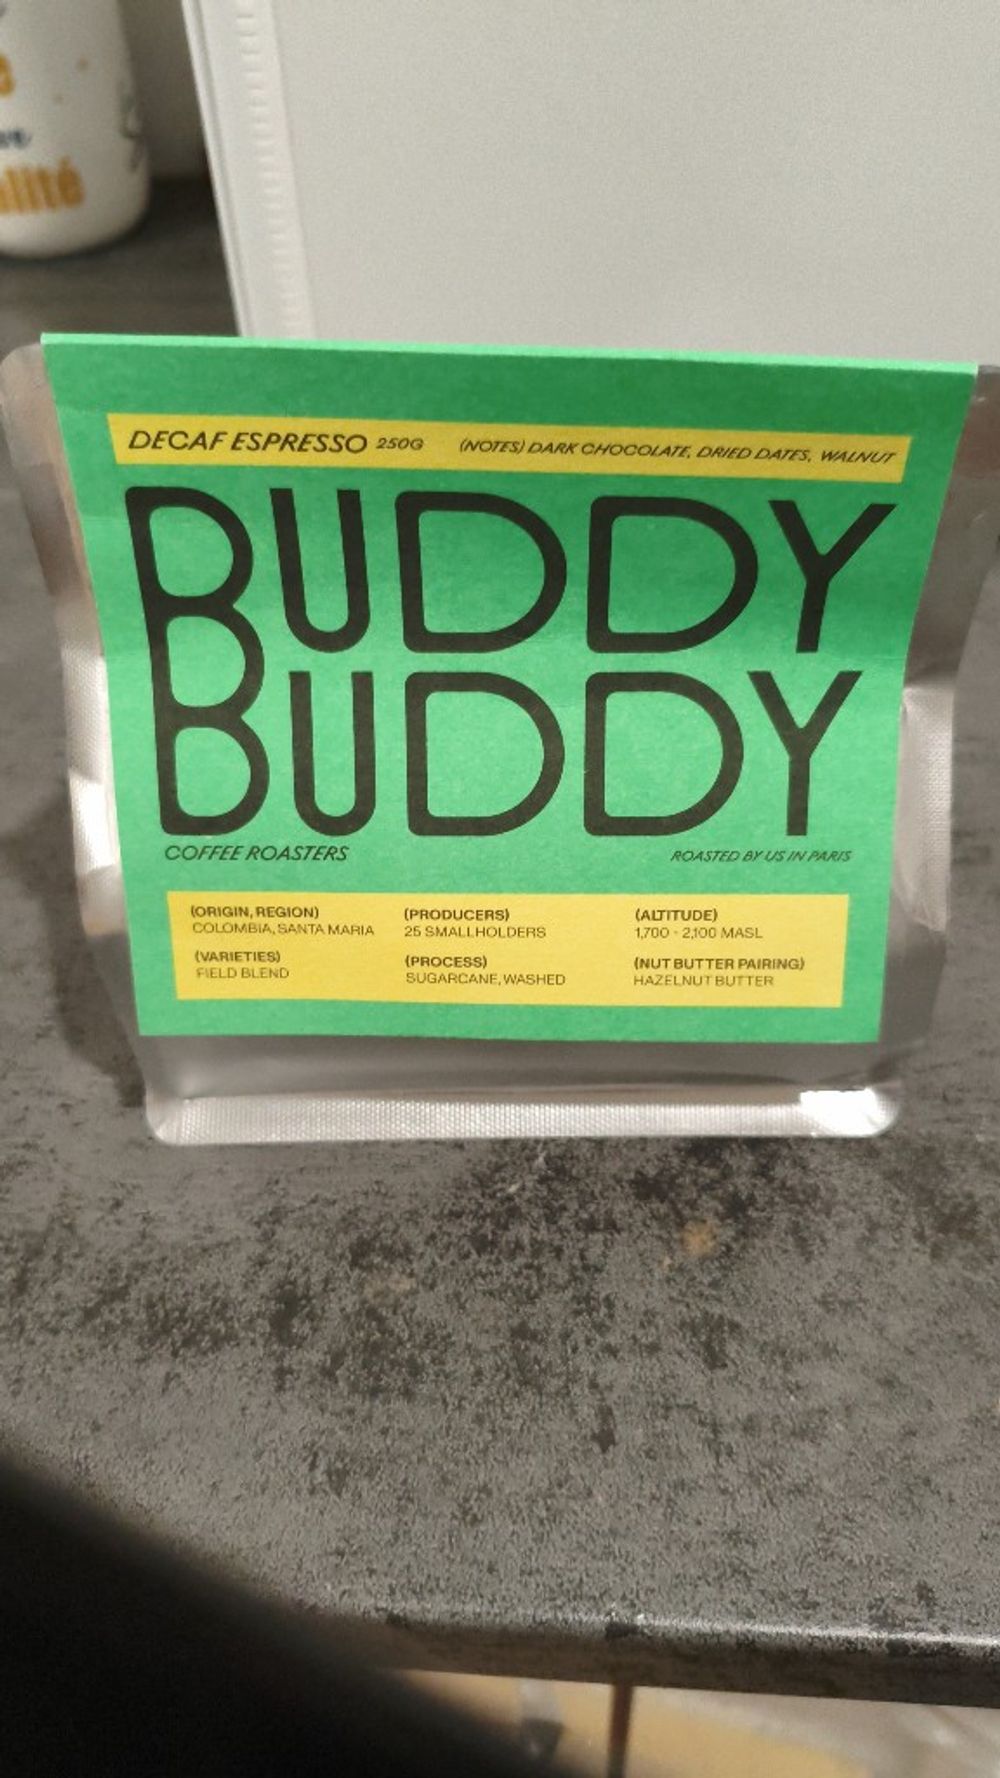 alité
DECAF ESPRESSO 250G (NOTES) DARK CHOCOLATE, DRIED DATES, WALNUT
BUDDY
BUDDY
COFFEE ROASTERS ROASTED BY US IN PARIS
(ORIGIN, REGION) (PRODUCERS) (ALTITUDE)
COLOMBIA, SANTA MARIA 25 SMALLHOLDERS 1,700 - 2,100 MASL
(VARIETIES) (PROCESS) (NUT BUTTER PAIRING)
FIELD BLEND SUGARCANE, WASHED HAZELNUT BUTTER